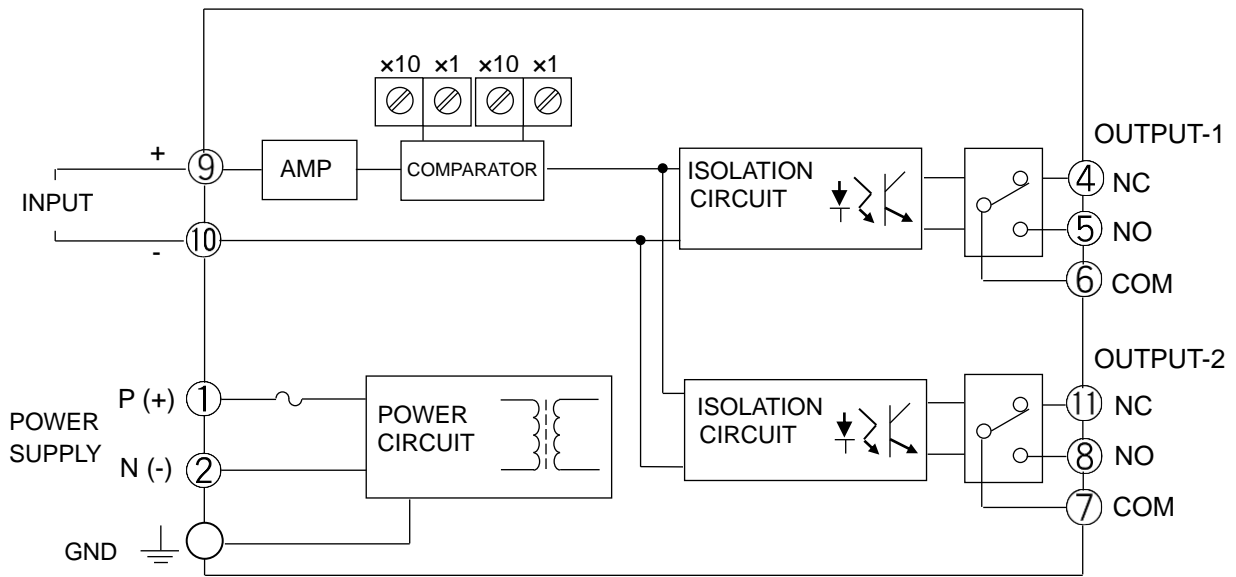 ×10 ×1 ×10 ×1
OUTPUT-1
+
9
AMP
COMPARATOR
ISOLATION
CIRCUIT
4 NC
INPUT
5 NO
10
-
6 COM
OUTPUT-2
P (+) 1
POWER
SUPPLY
N (-) 2
POWER
CIRCUIT
ISOLATION
CIRCUIT
11 NC
8 NO
7 COM
GND